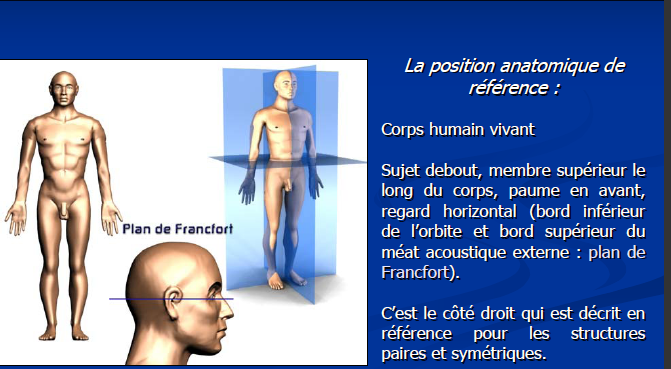 La position anatomique de
référence :
Corps humain vivant
Sujet debout, membre supérieur le
long du corps, paume en avant,
regard horizontal (bord inférieur
de l'orbite et bord supérieur du
méat acoustique externe : plan de
Francfort).
C'est le côté droit qui est décrit en
référence pour les structures
paires et symétriques.
Plan de Francfort